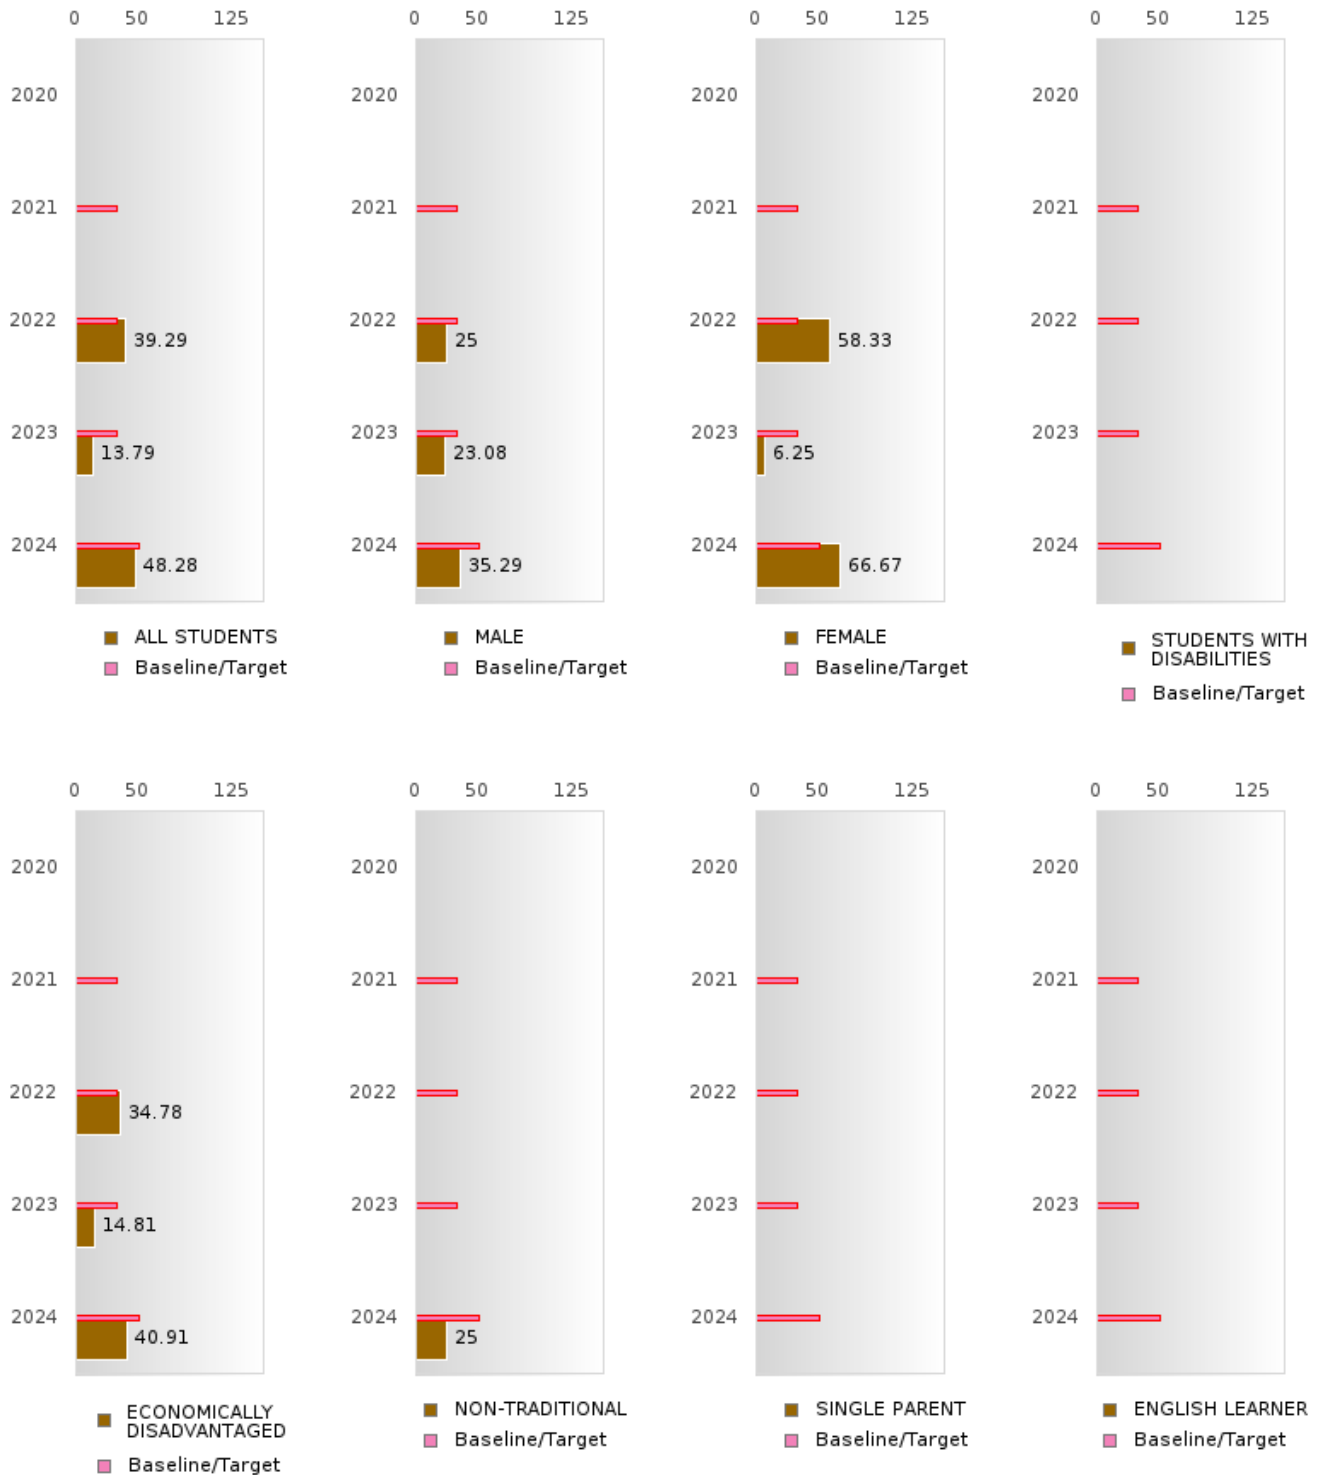 0 50 125
0 50 125
0 50 125
0 50 125
2020
2020
2020
2020
2021
2021
2021
2021
2022
39.29
2022
25
2022
58.33
2022
2023
13.79
2023
23.08
2023
6.25
2023
2024
48.28
2024
35.29
2024
66.67
2024
ALL STUDENTS
Baseline/Target
MALE
Baseline/Target
FEMALE
Baseline/Target
STUDENTS WITH
DISABILITIES
Baseline/Target
0 50 125
0 50 125
0 50 125
0 50 125
2020
2020
2020
2020
2021
2021
2021
2021
2022
34.78
2022
2022
2022
2023
14.81
2023
2023
2023
2024
40.91
2024
25
2024
2024
ECONOMICALLY
DISADVANTAGED
Baseline/Target
NON-TRADITIONAL
Baseline/Target
SINGLE PARENT
Baseline/Target
ENGLISH LEARNER
Baseline/Target